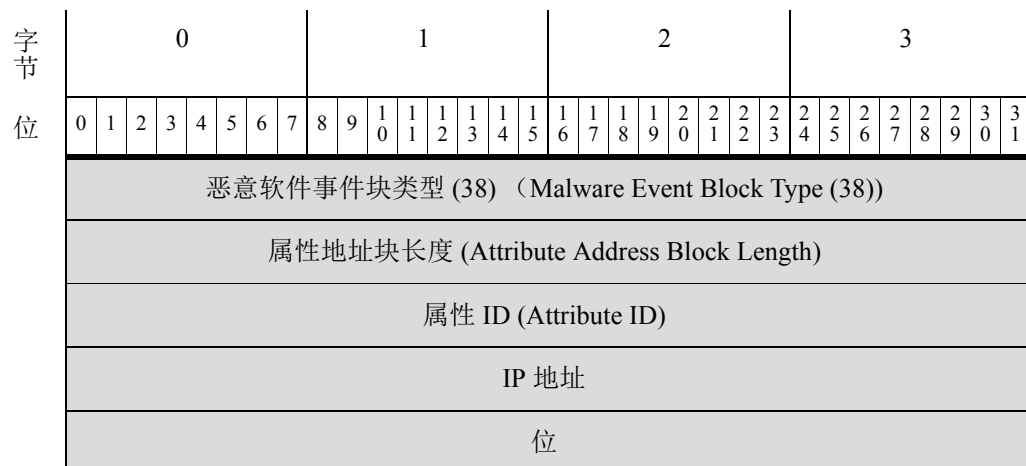 字节 0 1 2 3
位 0 1 2 3 4 5 6 7 8 9 10 11 12 13 14 15 16 17 18 19 20 21 22 23 24 25 26 27 28 29 30 31
恶意软件事件块类型 (38) （Malware Event Block Type (38))
属性地址块长度 (Attribute Address Block Length)
属性 ID (Attribute ID)
IP 地址
位